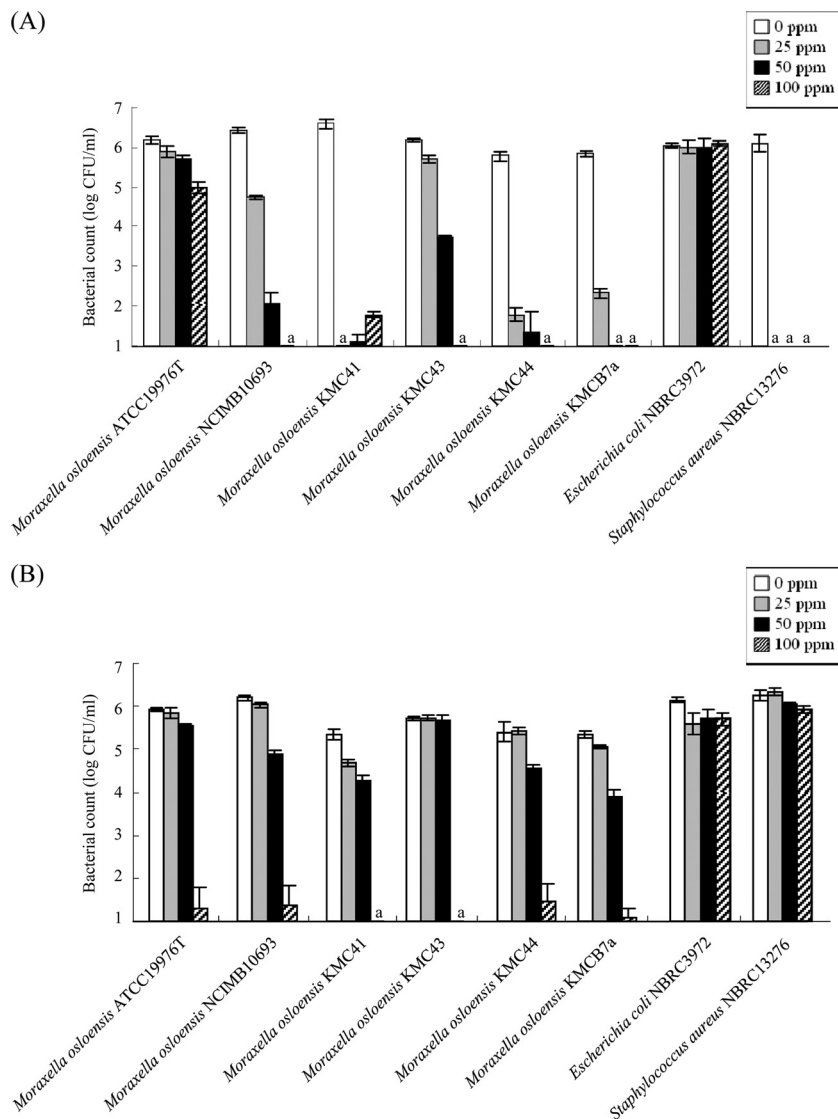 (A)
0 ppm
25 ppm
50 ppm
100 ppm
Bacterial count (log CFU/ml)
7
6
5
4
3
2
1
a
a
a
a
a
a
a
a
a
Moraxella osloensis ATCC19976T
Moraxella osloensis NCIMB10693
Moraxella osloensis KMC41
Moraxella osloensis KMC43
Moraxella osloensis KMC44
Moraxella osloensis KMCB7a
Escherichia coli NBRC3972
Staphylococcus aureus NBRC13276
(B)
0 ppm
25 ppm
50 ppm
100 ppm
Bacterial count (log CFU/ml)
7
6
5
4
3
2
1
a
a
Moraxella osloensis ATCC19976T
Moraxella osloensis NCIMB10693
Moraxella osloensis KMC41
Moraxella osloensis KMC43
Moraxella osloensis KMC44
Moraxella osloensis KMCB7a
Escherichia coli NBRC3972
Staphylococcus aureus NBRC13276